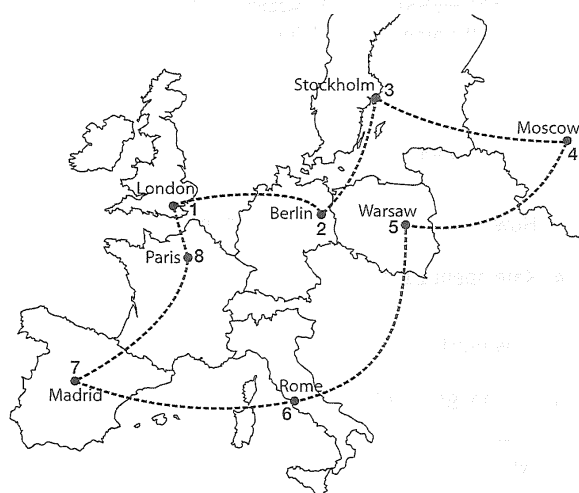 Stockholm 3
Moscow
4
London
1
Berlin
2
Warsaw
5
Paris 8
7
Madrid
Rome
6